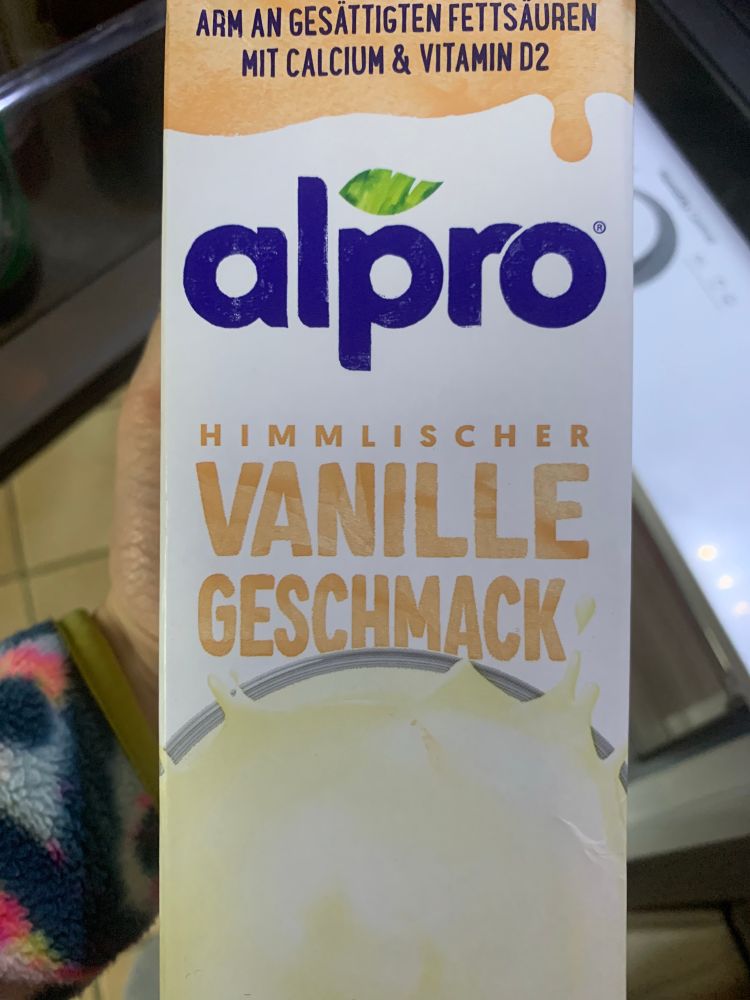 ARM AN GESÄTTIGTEN FETTSÄUREN
MIT CALCIUM & VITAMIN D2
alpro®
HIMMLISCHER
VANILLE
GESCHMACK